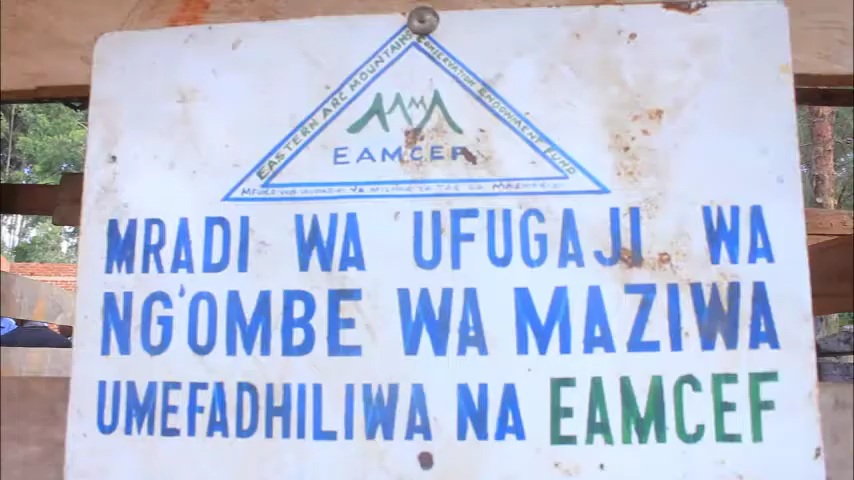 EASTERN ARC MOUNTAINS
CONSERVATION ENDOWMENT FUND
EAMCEF
MRADI WA UFUGAJI WA
NG'OMBE WA MAZIWA
UMEFADHILIWA NA EAMCEF